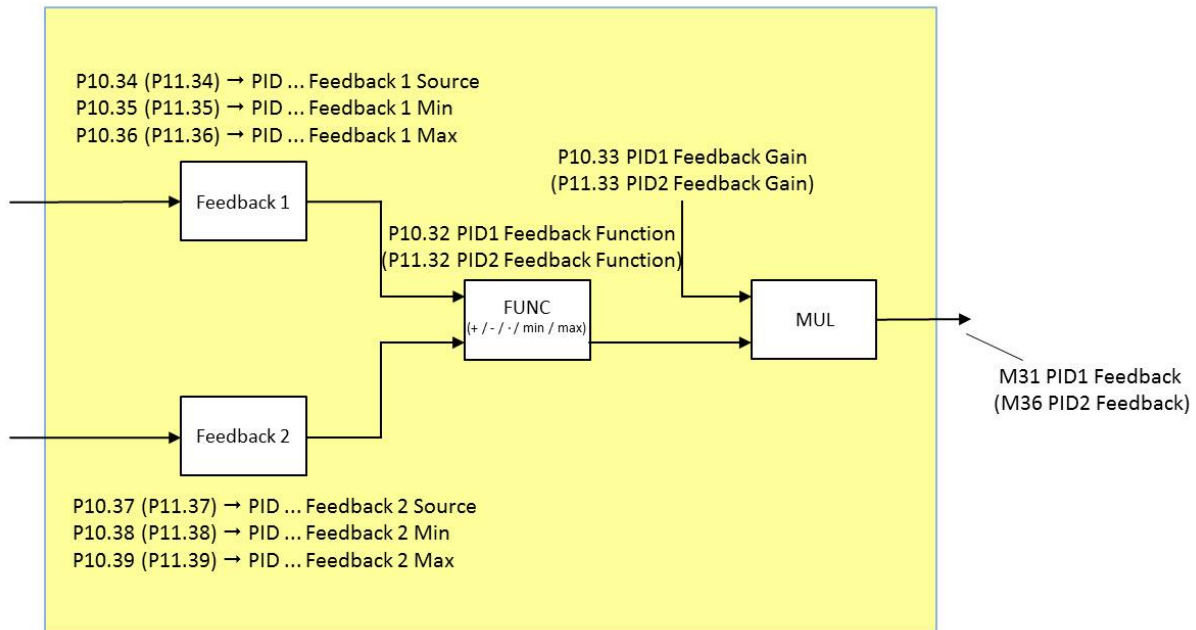 P10.34 (P11.34) → PID ... Feedback 1 Source
P10.35 (P11.35) → PID ... Feedback 1 Min
P10.36 (P11.36) → PID ... Feedback 1 Max
P10.33 PID1 Feedback Gain
(P11.33 PID2 Feedback Gain)
Feedback 1
P10.32 PID1 Feedback Function
(P11.32 PID2 Feedback Function)
FUNC
(+ / - / · / min / max)
MUL
M31 PID1 Feedback
(M36 PID2 Feedback)
Feedback 2
P10.37 (P11.37) → PID ... Feedback 2 Source
P10.38 (P11.38) → PID ... Feedback 2 Min
P10.39 (P11.39) → PID ... Feedback 2 Max